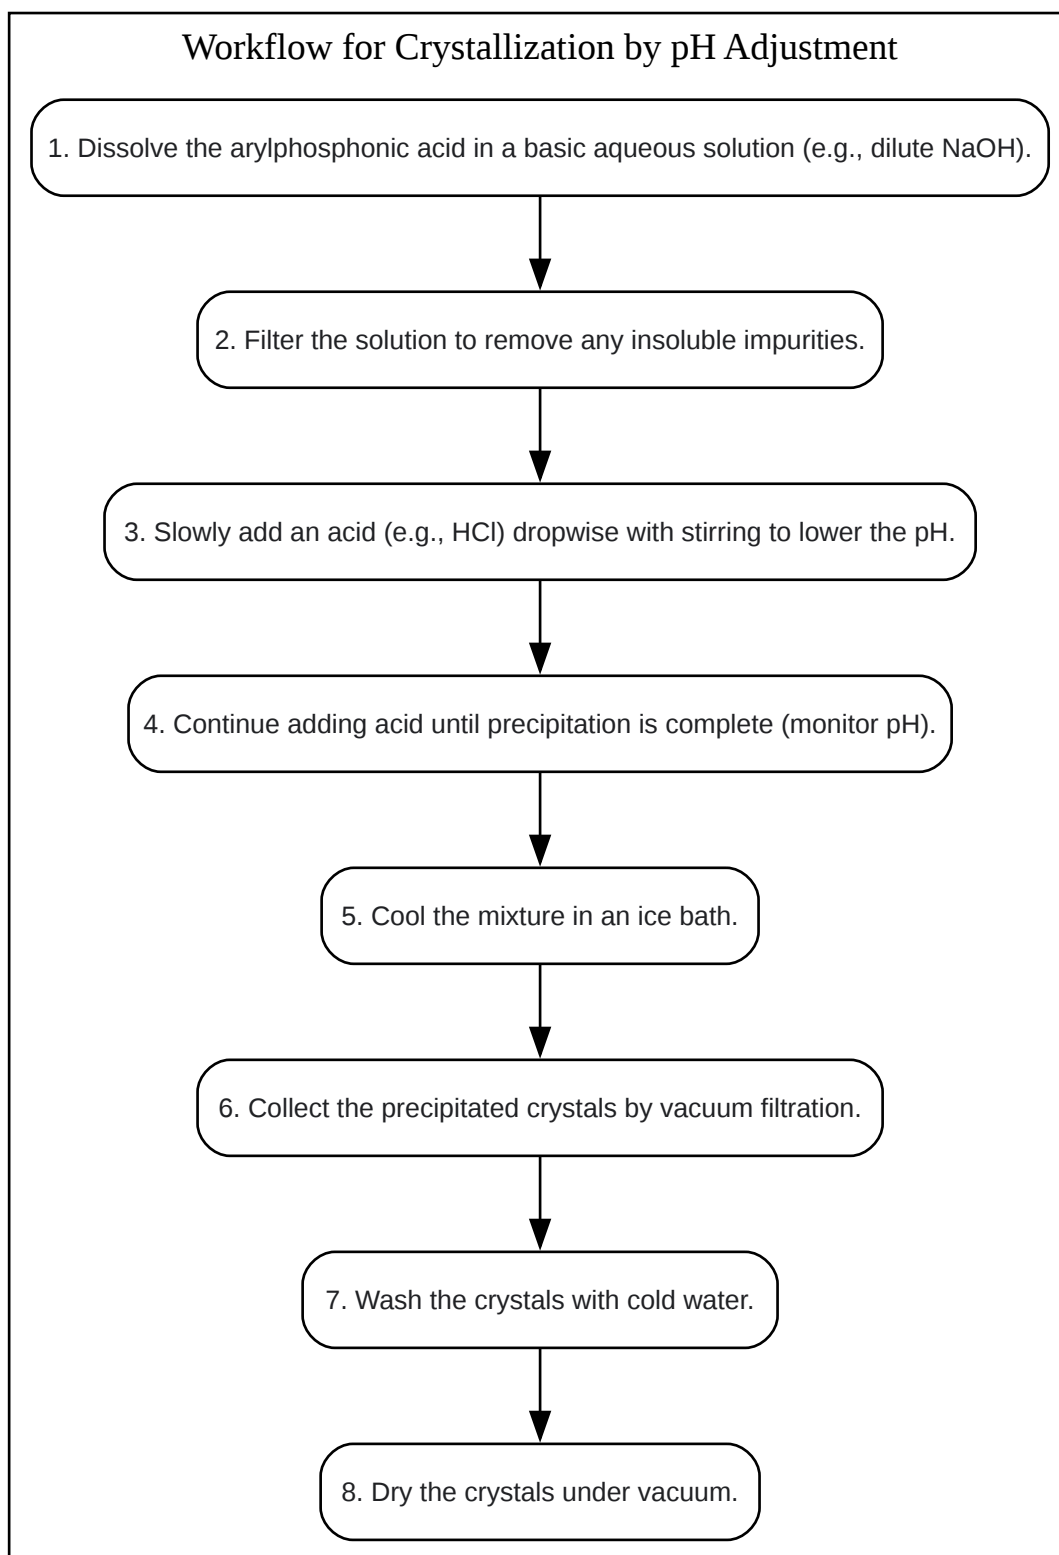 Workflow for Crystallization by pH Adjustment
1. Dissolve the arylphosphonic acid in a basic aqueous solution (e.g., dilute NaOH).
2. Filter the solution to remove any insoluble impurities.
3. Slowly add an acid (e.g., HCl) dropwise with stirring to lower the pH.
4. Continue adding acid until precipitation is complete (monitor pH).
5. Cool the mixture in an ice bath.
6. Collect the precipitated crystals by vacuum filtration.
7. Wash the crystals with cold water.
8. Dry the crystals under vacuum.